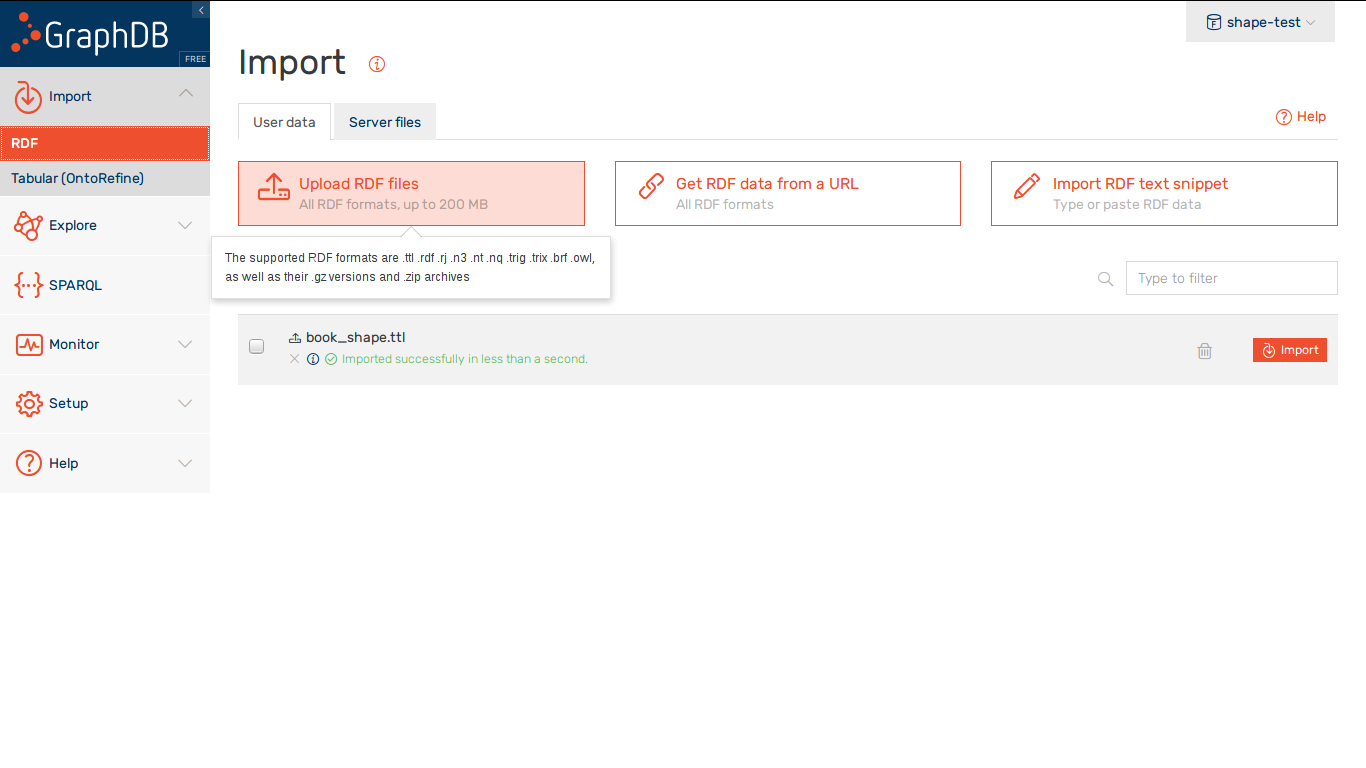 GraphDB
FREE
shape-test
Import
Import
RDF
Tabular (OntoRefine)
Explore
SPARQL
Monitor
Setup
Help
User data
Server files
Help
Upload RDF files
All RDF formats, up to 200 MB
Get RDF data from a URL
All RDF formats
Import RDF text snippet
Type or paste RDF data
The supported RDF formats are .ttl .rdf .rj .n3 .nt .nq .trig .trix .brf .owl,
as well as their .gz versions and .zip archives
Type to filter
book_shape.ttl
Imported successfully in less than a second.
Import